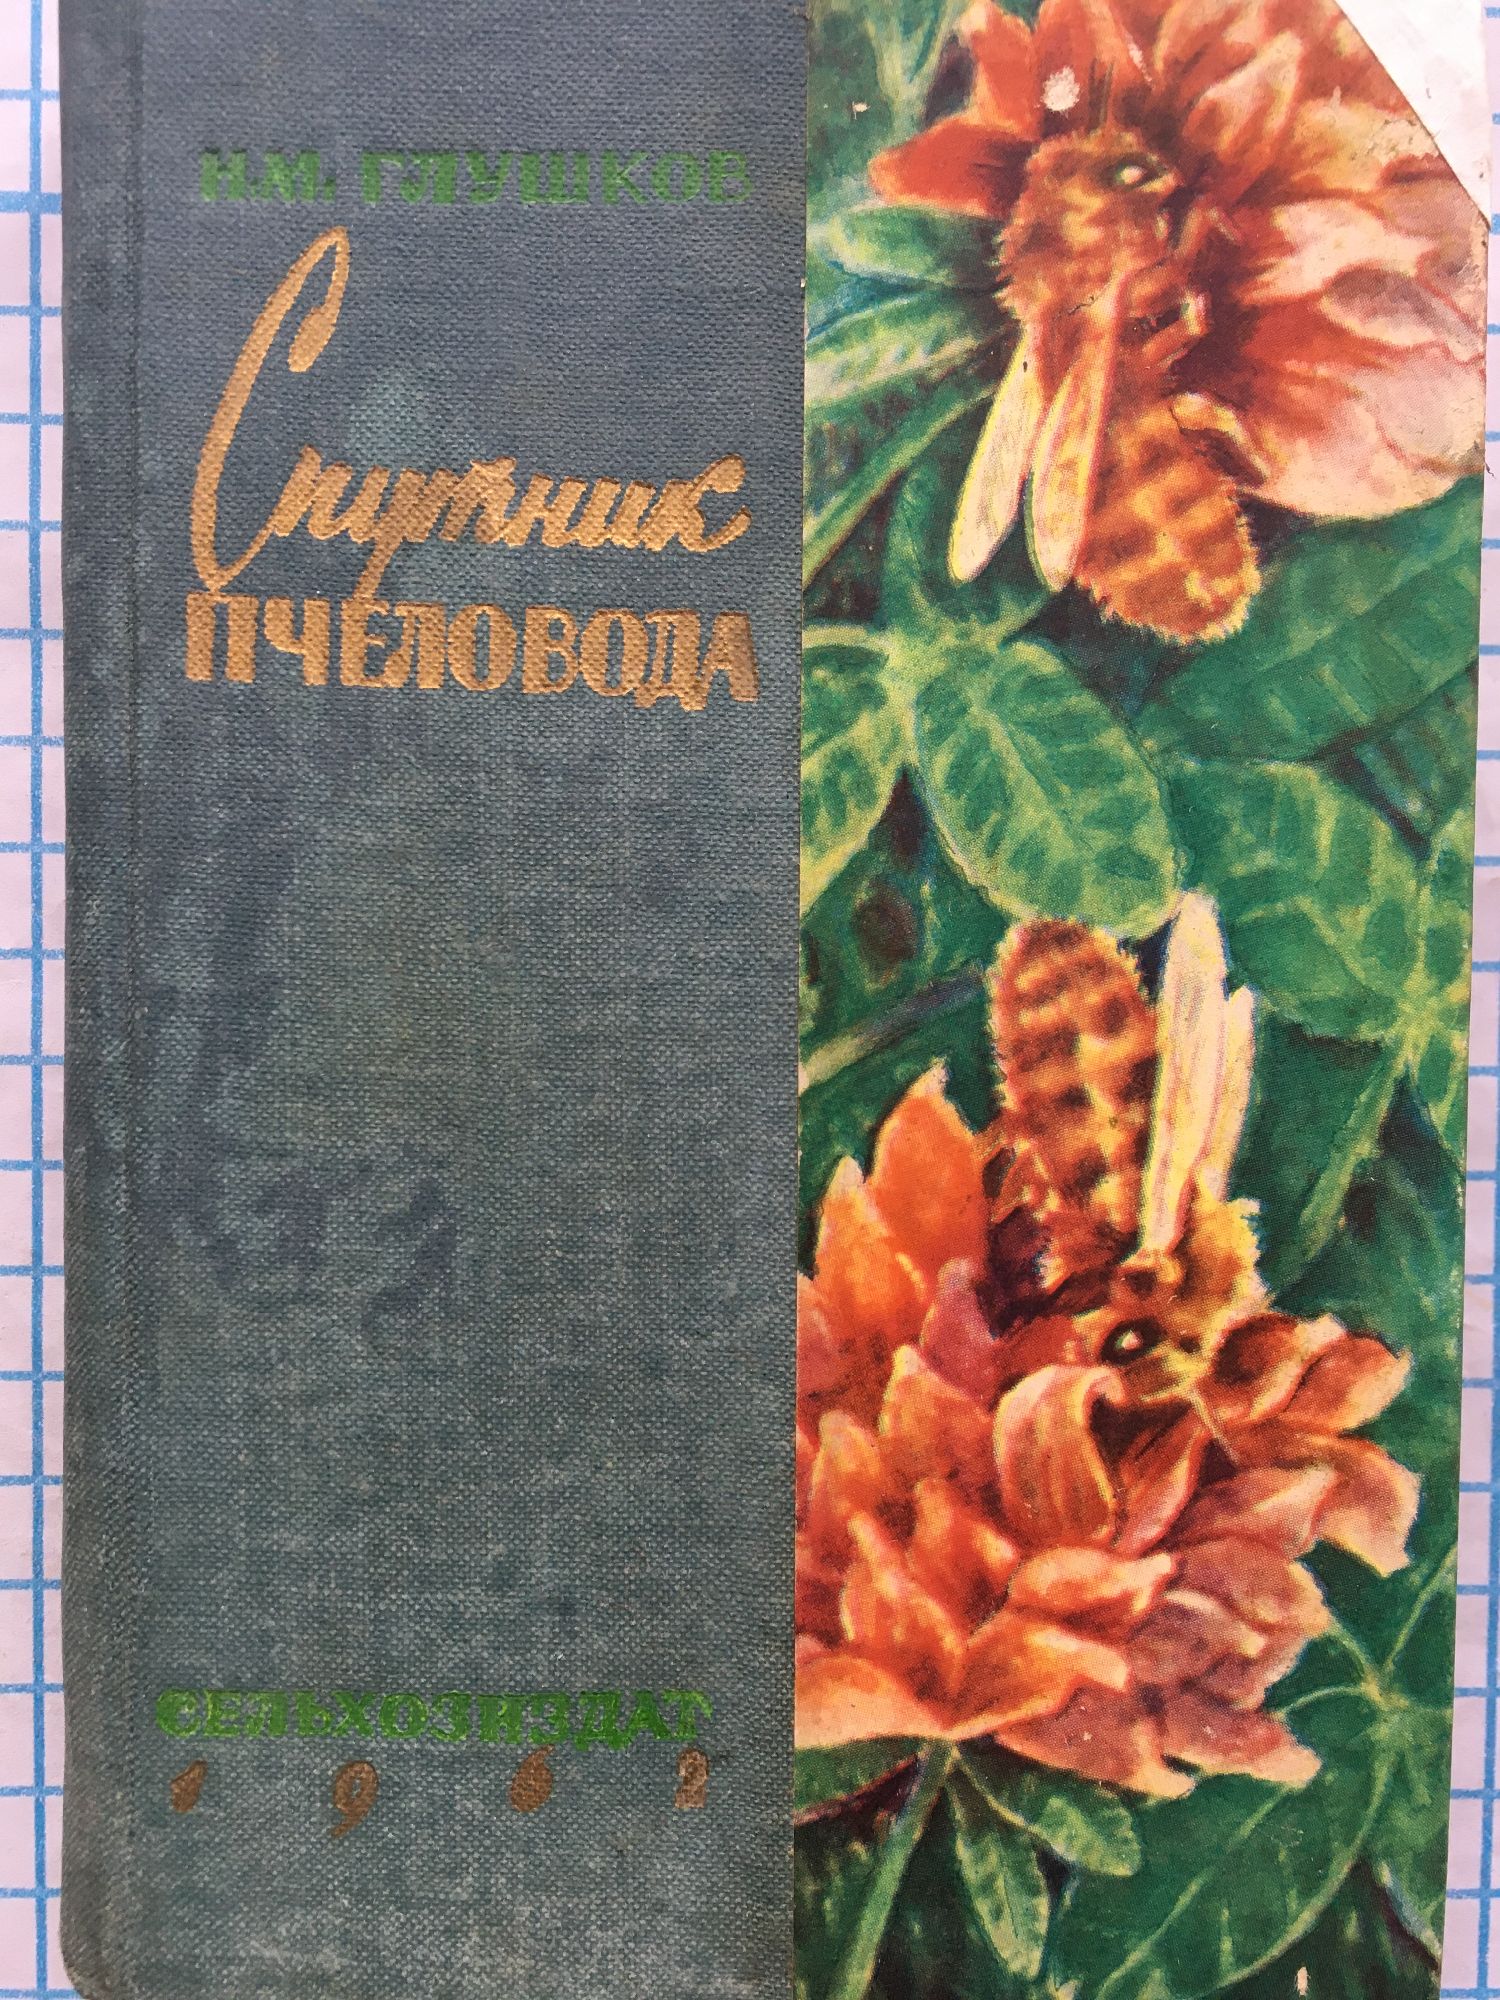 Н.М. ГЛУШКОВ
Спутник
ПЧЕЛОВОДА
СЕЛЬХОЗИЗДАТ
1962